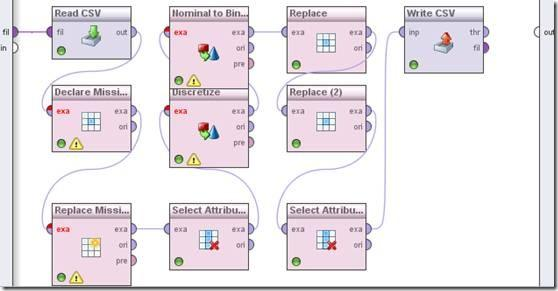 Read CSV
fil
out
Nominal to Bin...
exa
exa
ori
pre
Replace
exa
exa
ori
Write CSV
inp
thr
fil
fil
in
out
Declare Missi...
exa
exa
ori
Discretize
exa
exa
ori
pre
Replace (2)
exa
exa
ori
Replace Missi...
exa
exa
ori
pre
Select Attribu...
exa
exa
ori
Select Attribu...
exa
exa
ori